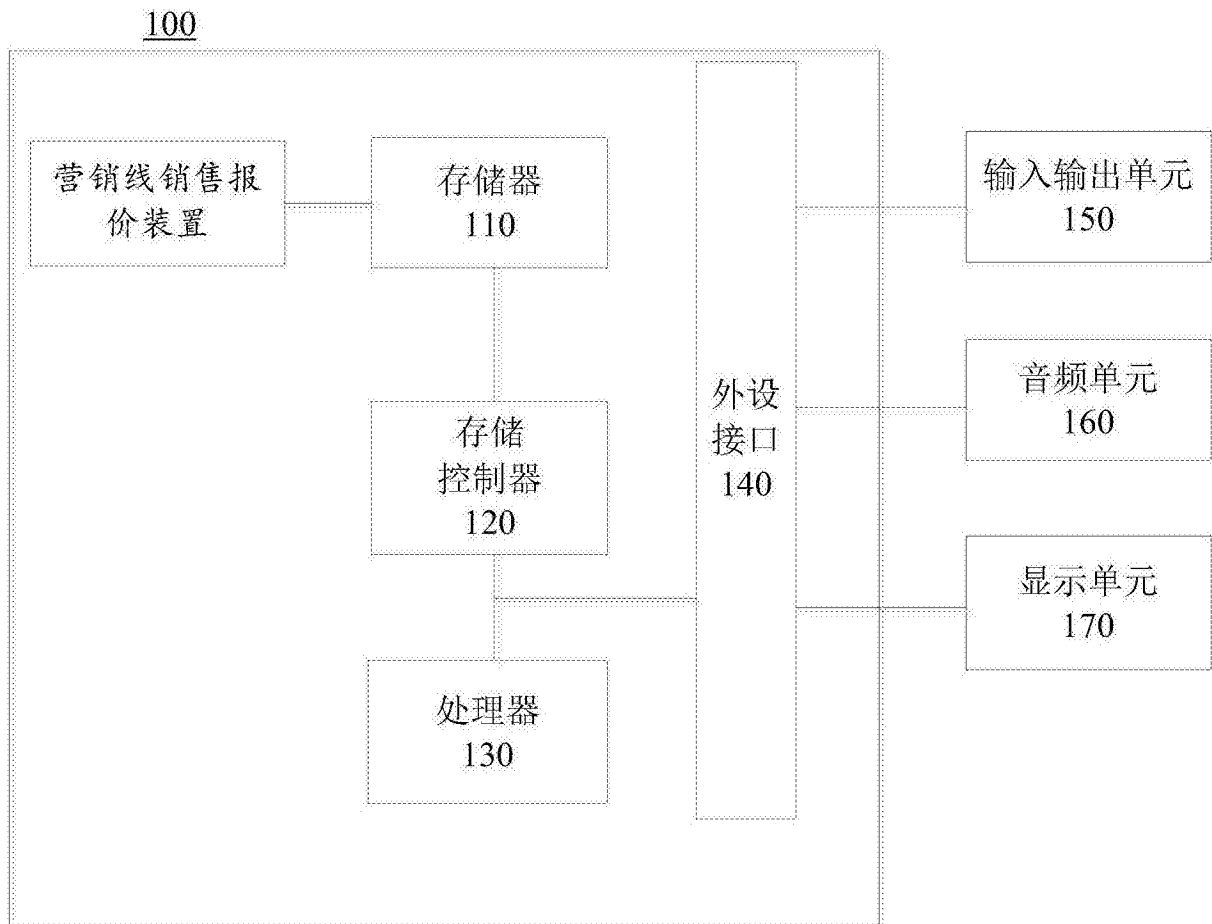 100
营销线销售报
价装置
存储器
110
存储
控制器
120
处理器
130
外设
接口
140
输入输出单元
150
音频单元
160
显示单元
170